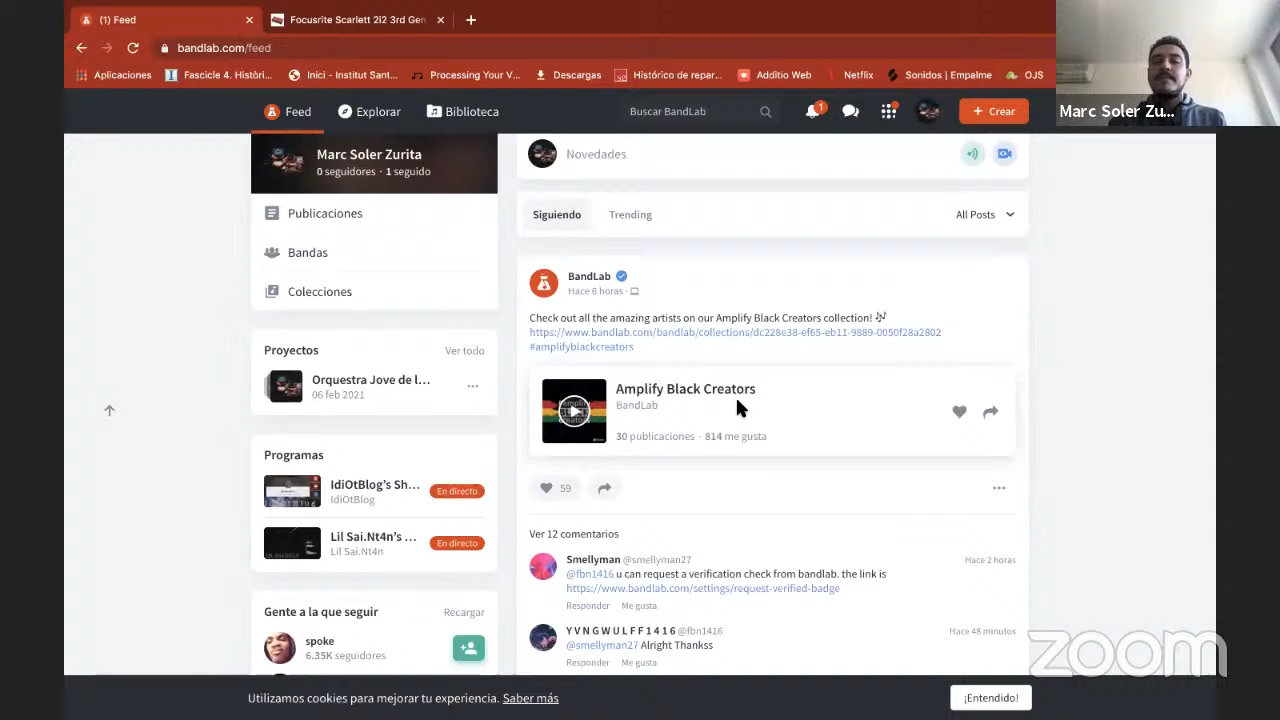 (1) Feed
Focusrite Scarlett 2i2 3rd Gen
bandlab.com/feed
Aplicaciones
Fascicle 4. Històri...
Inici - Institut Sant...
Processing Your V...
Descargas
Histórico de repar...
Additio Web
Netflix
Sonidos | Empalme
OJS
Marc Soler Zu...
Feed
Explorar
Biblioteca
Buscar BandLab
1
+ Crear
Marc Soler Zurita
0 seguidores · 1 seguido
Publicaciones
Bandas
Colecciones
Proyectos
Ver todo
Orquestra Jove de l...
06 feb 2021
Programas
IdiOtBlog's Sh...
IdiOtBlog
En directo
Lil Sai.Nt4n's ...
Lil Sai.Nt4n
En directo
Gente a la que seguir
Recargar
spoke
6.35K seguidores
Novedades
Siguiendo
Trending
All Posts
BandLab
Hace 6 horas ·
Check out all the amazing artists on our Amplify Black Creators collection!
https://www.bandlab.com/bandlab/collections/dc228e38-ef65-eb11-9889-0050f28a2802
#amplifyblackcreators
Amplify Black Creators
BandLab
30 publicaciones · 814 me gusta
59
Ver 12 comentarios
Smellyman @smellyman27
Hace 2 horas
@fbn1416 u can request a verification check from bandlab. the link is
https://www.bandlab.com/settings/request-verified-badge
Responder Me gusta
Y V N G W U L F F 1 4 1 6 @fbn1416
Hace 48 minutos
@smellyman27 Alright Thankss
Responder Me gusta
zoom
Utilizamos cookies para mejorar tu experiencia. Saber más
¡Entendido!